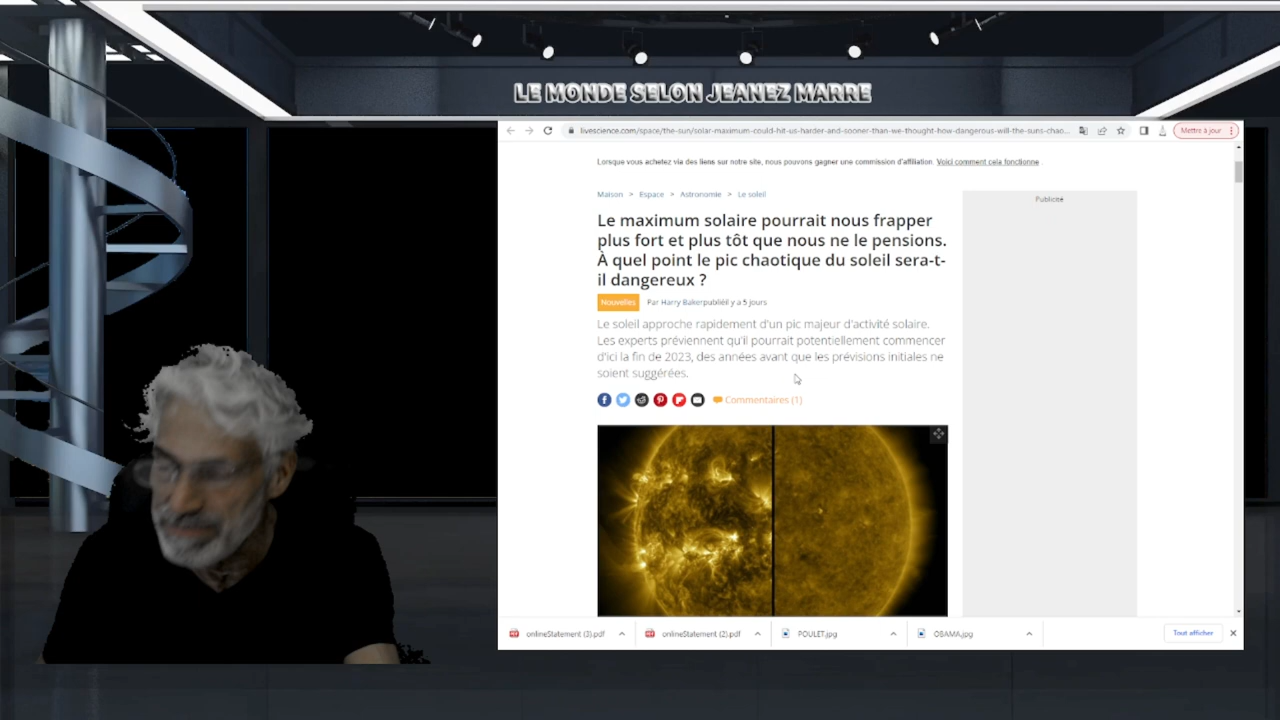 LE MONDE SELON JEANEZ MARRE
livescience.com/space/the-sun/solar-maximum-could-hit-us-harder-and-sooner-than-we-thought-how-dangerous-will-the-suns-chao...
Mettre à jour
Lorsque vous achetez via des liens sur notre site, nous pouvons gagner une commission d'affiliation. Voici comment cela fonctionne .
Maison > Espace > Astronomie > Le soleil
Publicité
Le maximum solaire pourrait nous frapper
plus fort et plus tôt que nous ne le pensions.
À quel point le pic chaotique du soleil sera-t-
il dangereux ?
Nouvelles Par Harry Bakerpubliéil y a 5 jours
Le soleil approche rapidement d'un pic majeur d'activité solaire.
Les experts préviennent qu'il pourrait potentiellement commencer
d'ici la fin de 2023, des années avant que les prévisions initiales ne
soient suggérées.
Commentaires (1)
onlineStatement (3).pdf onlineStatement (2).pdf POULET.jpg OBAMA.jpg Tout afficher